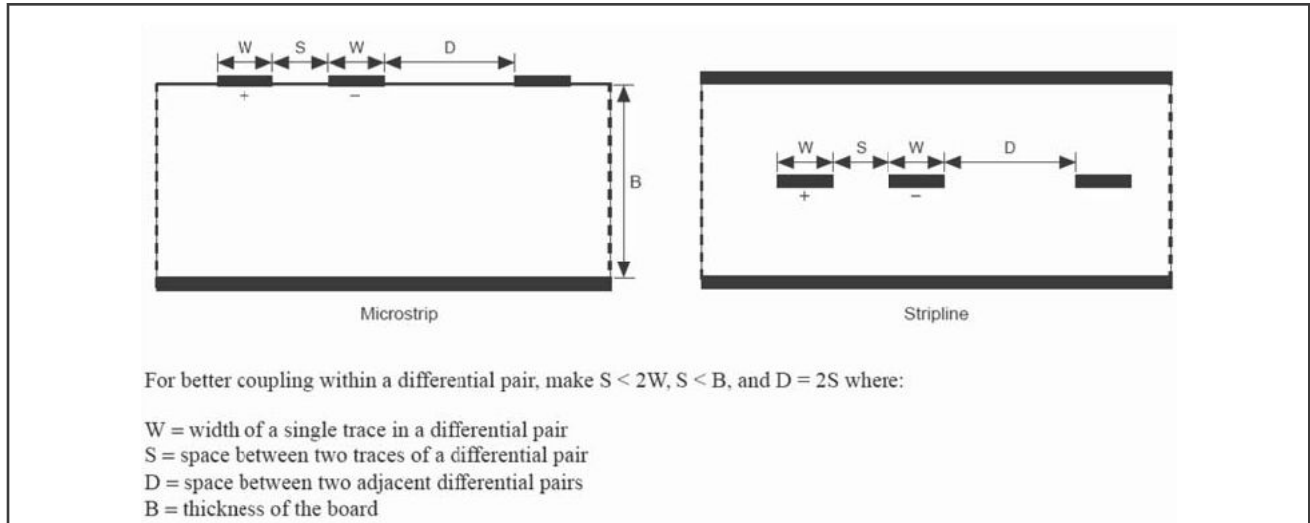 W S W D
+ −
B
Microstrip
W S W D
+ −
Stripline
For better coupling within a differential pair, make S < 2W, S < B, and D = 2S where:
W = width of a single trace in a differential pair
S = space between two traces of a differential pair
D = space between two adjacent differential pairs
B = thickness of the board